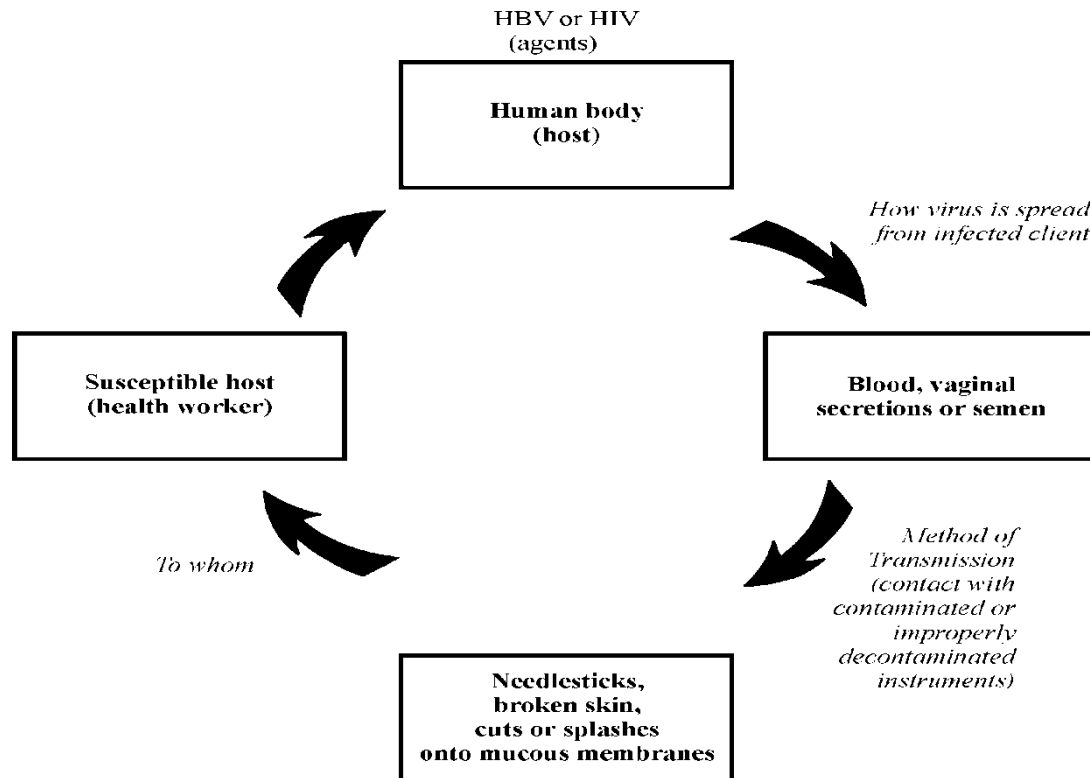 HBV or HIV
(agents)
Human body
(host)
How virus is spread
from infected client
Susceptible host
(health worker)
Blood, vaginal
secretions or semen
To whom
Method of
Transmission
(contact with
contaminated or
improperly
decontaminated
instruments)
Needlesticks,
broken skin,
cuts or splashes
onto mucous membranes